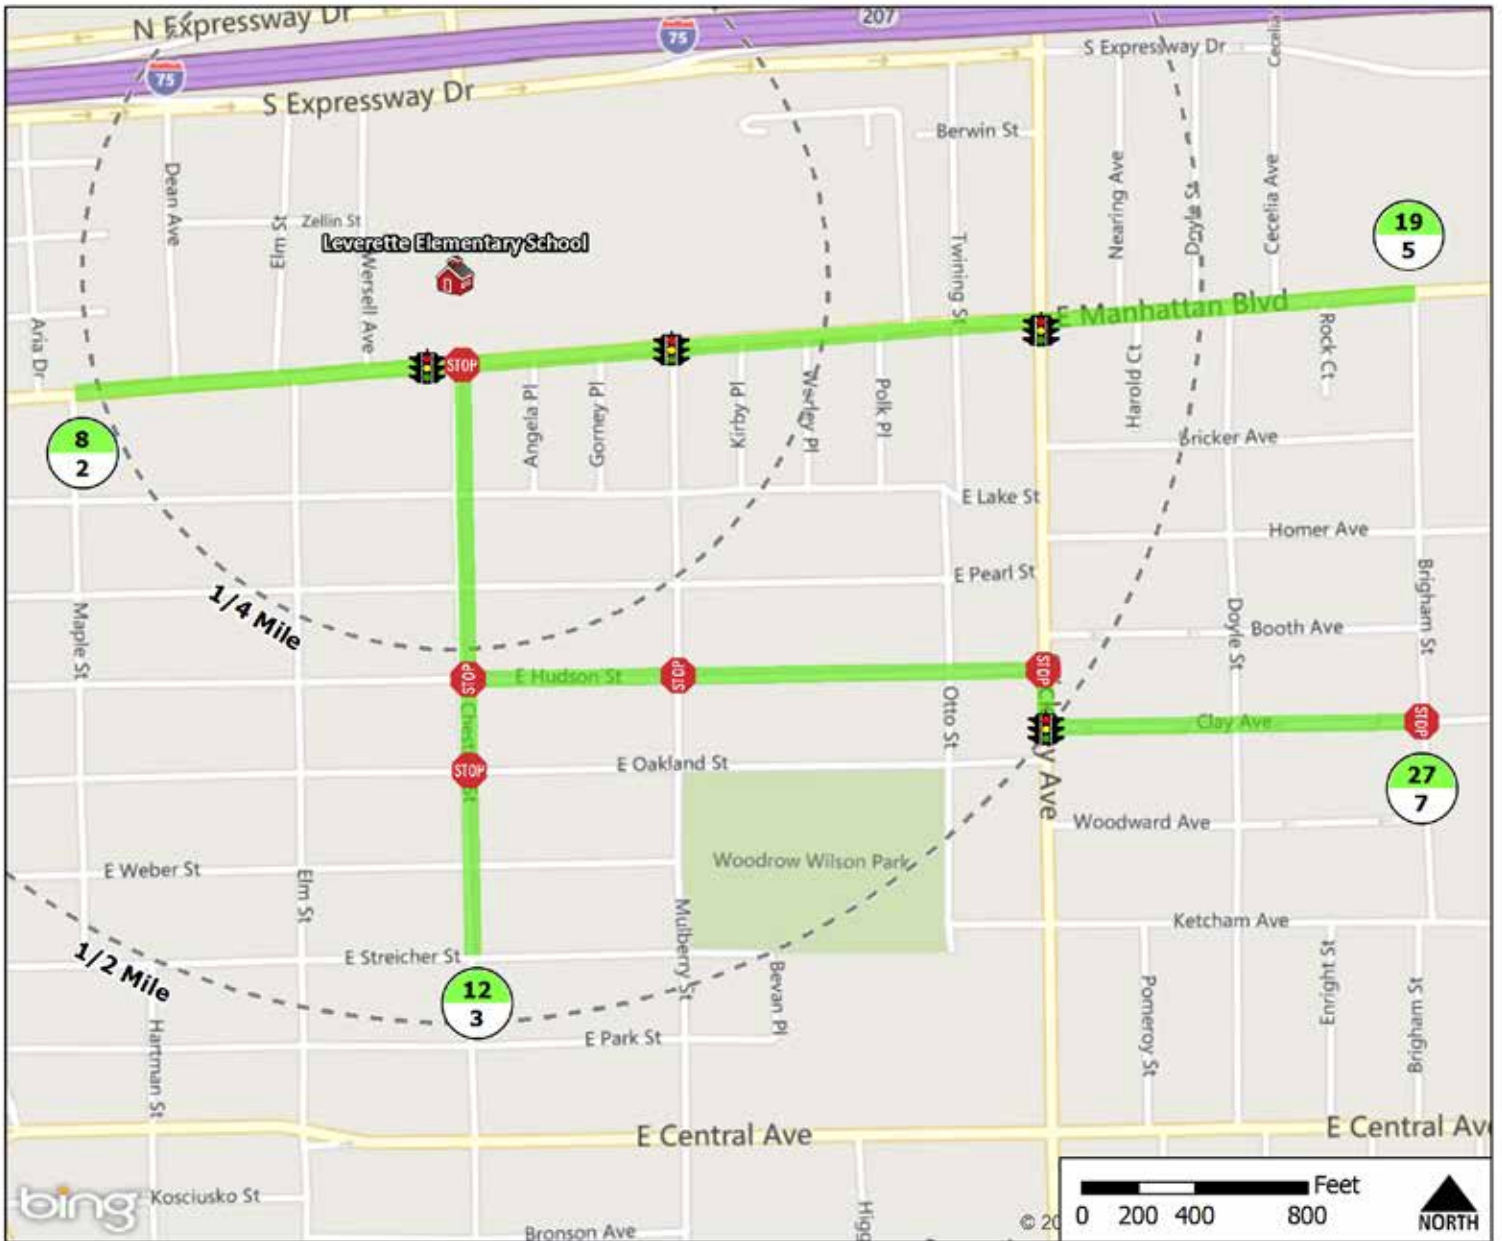 N Expressway Dr
207
75
75
S Expressway Dr
S Expressway Dr
Cecelia
Berwin St
Dean Ave
Elm St
Zellin St
Wersell Ave
Leverette Elementary School
Twining St
Nearing Ave
Doyle St
Cecelia Ave
19
5
E Manhattan Blvd
Aria Dr
STOP
Angela Pl
Gorney Pl
Kirby Pl
Worley Pl
Polk Pl
Harold Ct
Rock Ct
8
2
Bricker Ave
E Lake St
Homer Ave
E Pearl St
1/4 Mile
Maple St
Doyle St
Booth Ave
Brigham St
STOP
E Hudson St
STOP
STOP
Chest
St
Otto St
Clay Ave
STOP
STOP
E Oakland St
y Ave
27
7
Woodward Ave
Woodrow Wilson Park
E Weber St
Elm St
Mulberry St
Ketcham Ave
1/2 Mile
E Streicher St
12
3
Bevan Pl
Hartman St
E Park St
Pomeroy St
Enright St
Brigham St
E Central Ave
E Central Av
bing
Kosciusko St
Bronson Ave
Higg
© 20
Feet
0 200 400 800
NORTH